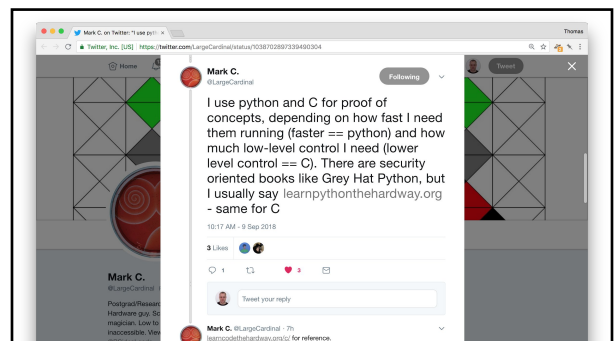 Mark C. on Twitter: "I use pyth
Thomas
Twitter, Inc. [US] | https://twitter.com/LargeCardinal/status/1038702897339490304
Home
Tweet
Mark C.
@LargeCardinal
Following
I use python and C for proof of
concepts, depending on how fast I need
them running (faster == python) and how
much low-level control I need (lower
level control == C). There are security
oriented books like Grey Hat Python, but
I usually say learnpythonthehardway.org
- same for C
10:17 AM - 9 Sep 2018
3 Likes
1
3
Tweet your reply
Mark C.
@LargeCardinal
Postgrad/Resear
Hardware guy. Sc
magician. Low to
inaccessible. View
Mark C. @LargeCardinal · 7h
learncodethehardway.org/c/ for reference.